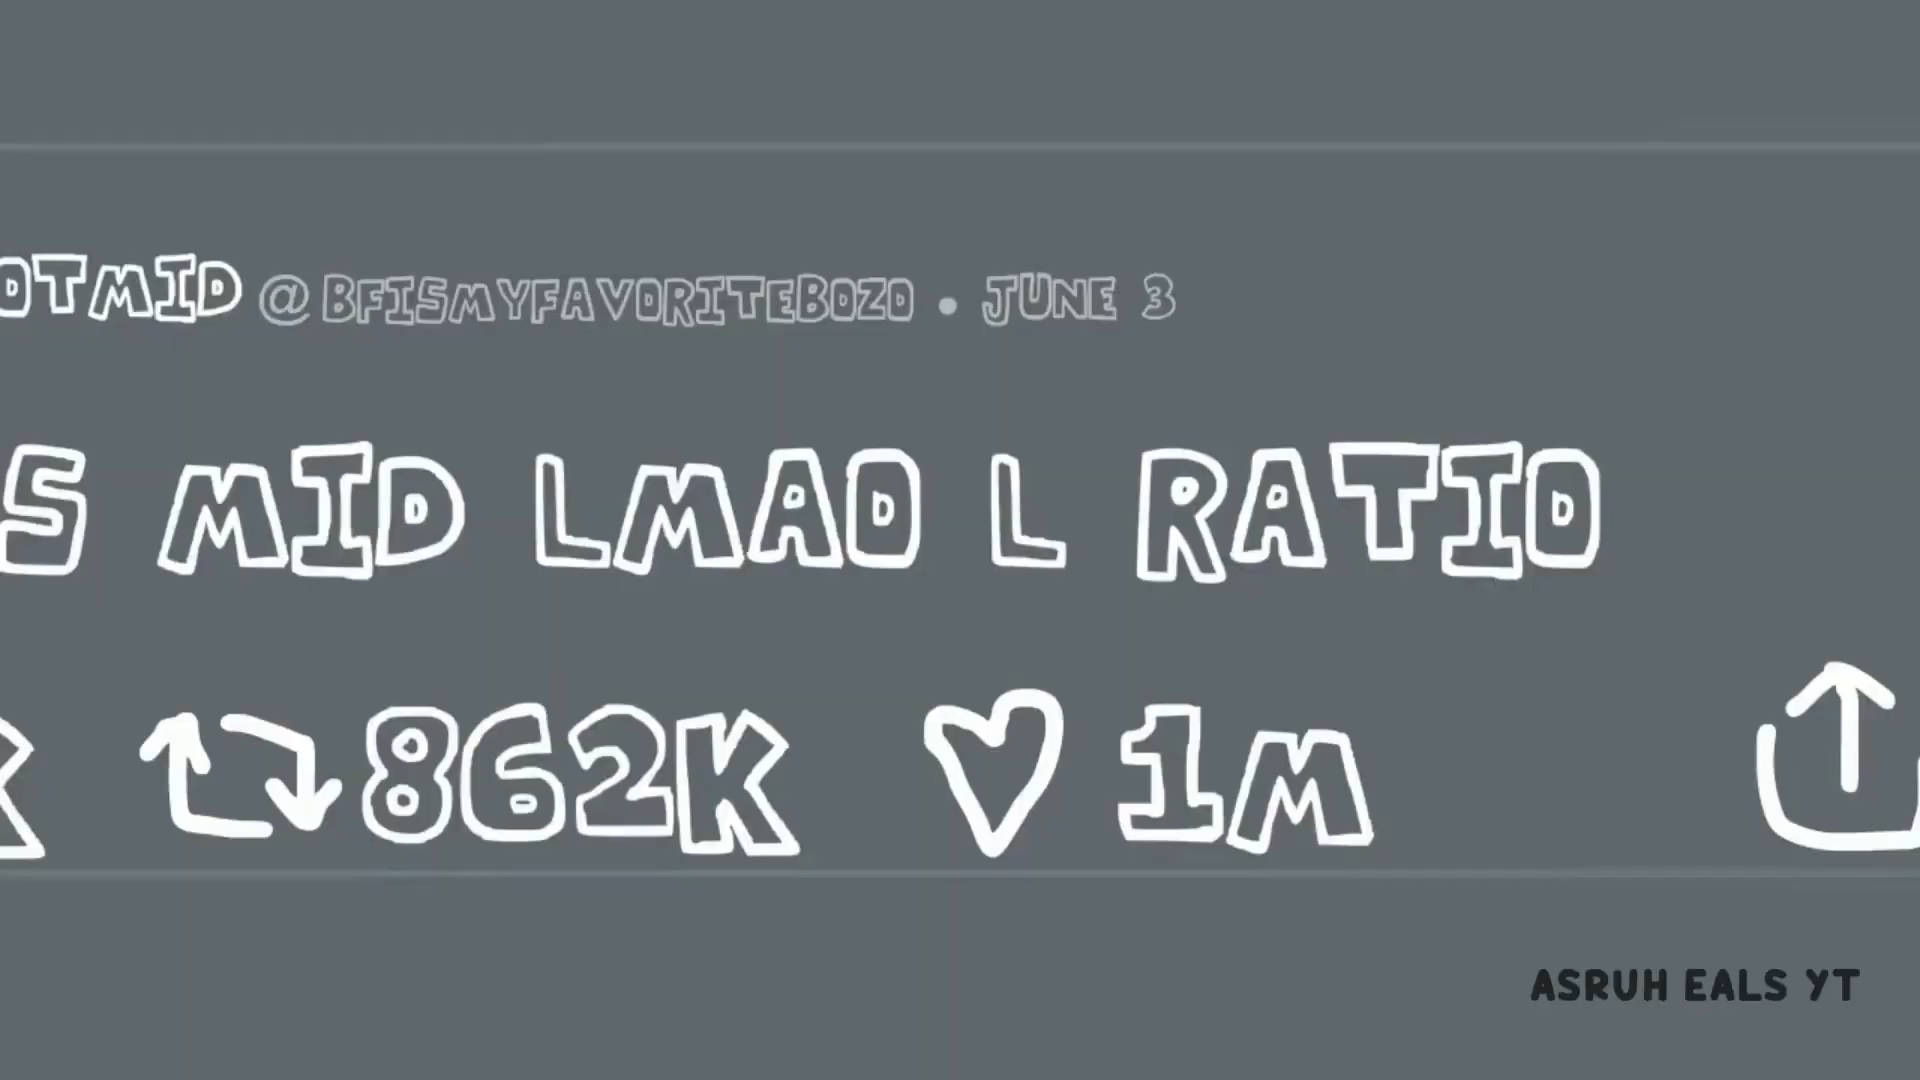 OTMID @BFISMYFAVORITEBOZO • JUNE 3
S MID LMAO L RATIO
K 862K 1M
ASRUH EALS YT